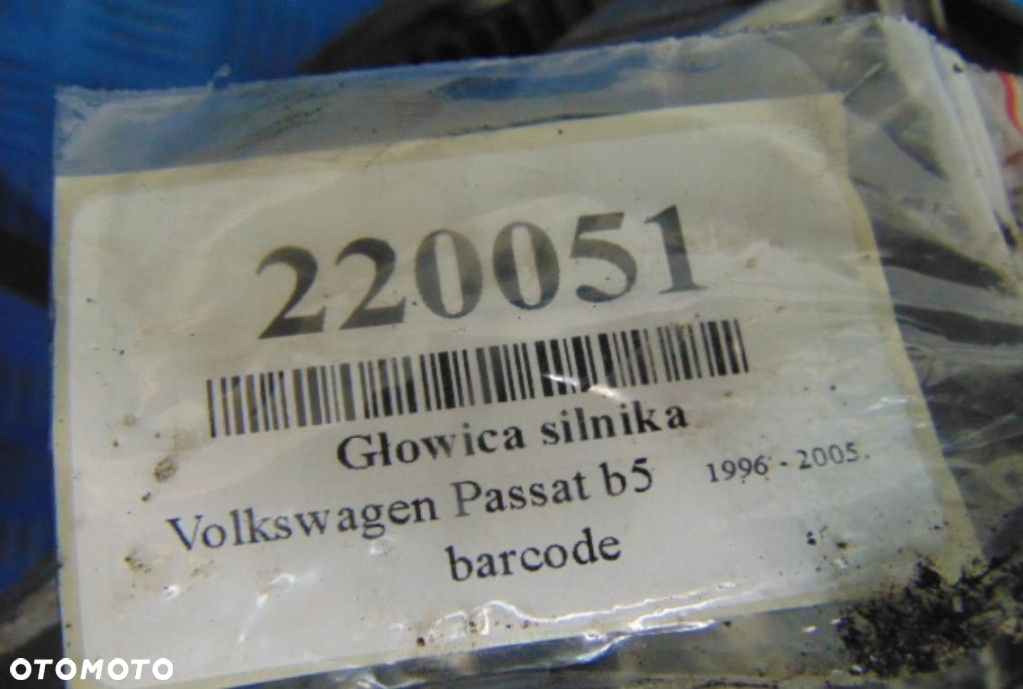 220051
Głowica silnika
Volkswagen Passat b5 1996 - 2005.
barcode
OTOMOTO